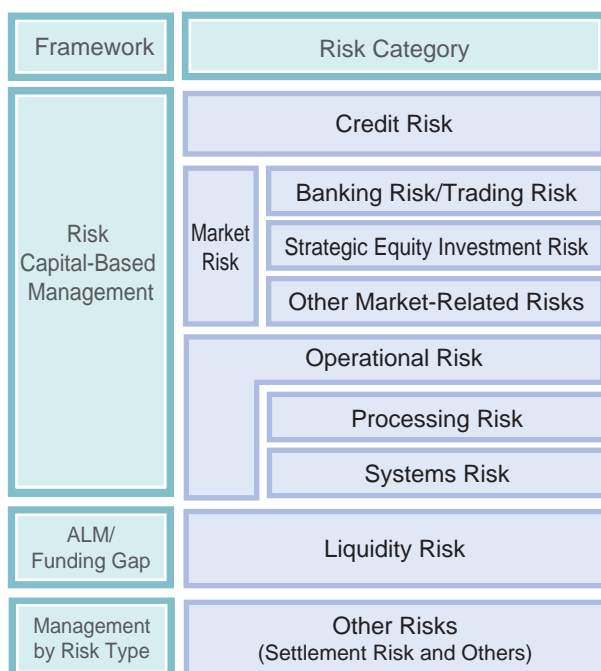 Framework
Risk Category
Risk
Capital-Based
Management
Credit Risk
Market
Risk
Banking Risk/Trading Risk
Strategic Equity Investment Risk
Other Market-Related Risks
Operational Risk
Processing Risk
Systems Risk
ALM/
Funding Gap
Liquidity Risk
Management
by Risk Type
Other Risks
(Settlement Risk and Others)